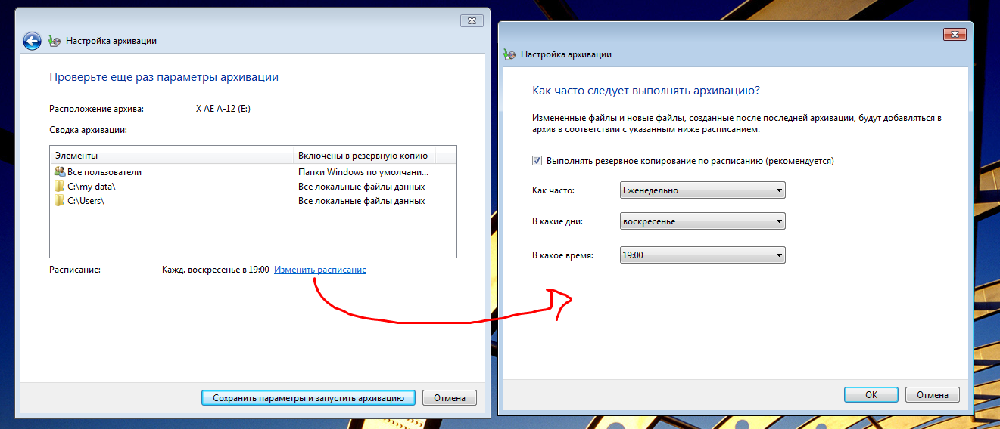 Настройка архивации
Проверьте еще раз параметры архивации
Расположение архива: X AE A-12 (E:)
Сводка архивации:
Элементы Включены в резервную копию
Все пользователи Папки Windows по умолчани...
C:\my data\ Все локальные файлы данных
C:\Users\ Все локальные файлы данных
Расписание: Кажд. воскресенье в 19:00 Изменить расписание
Сохранить параметры и запустить архивацию Отмена
Настройка архивации
Как часто следует выполнять архивацию?
Измененные файлы и новые файлы, созданные после последней архивации, будут добавляться в
архив в соответствии с указанным ниже расписанием.
Выполнять резервное копирование по расписанию (рекомендуется)
Как часто: Еженедельно
В какие дни: воскресенье
В какое время: 19:00
OK Отмена